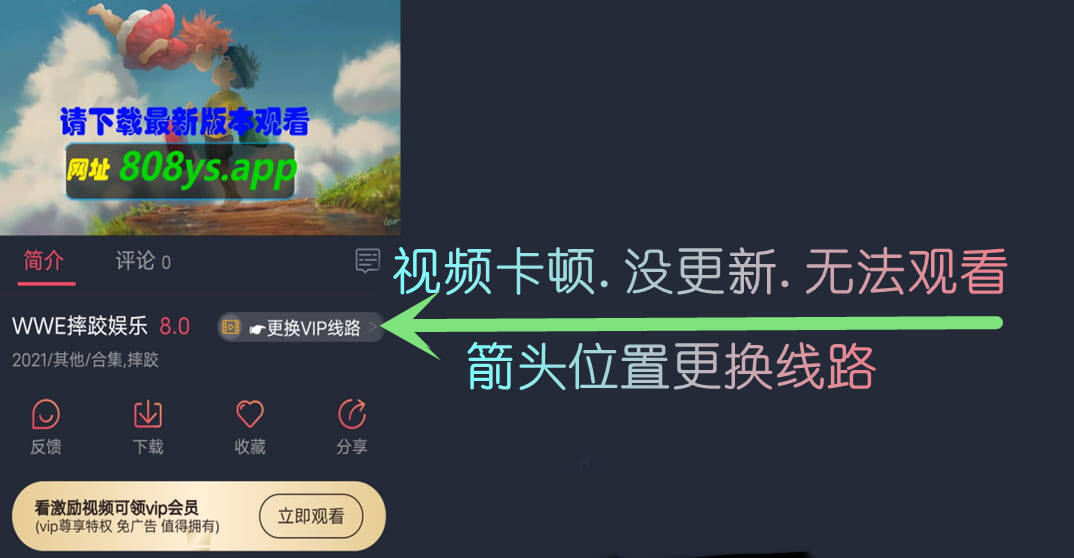 请下载最新版本观看
网址 808ys.app
简介 评论 0
视频卡顿.没更新.无法观看
WWE摔跤娱乐 8.0 更换VIP线路 >
2021/其他/合集,摔跤
箭头位置更换线路
反馈 下载 收藏 分享
看激励视频可领vip会员
(vip尊享特权 免广告 值得拥有)
立即观看